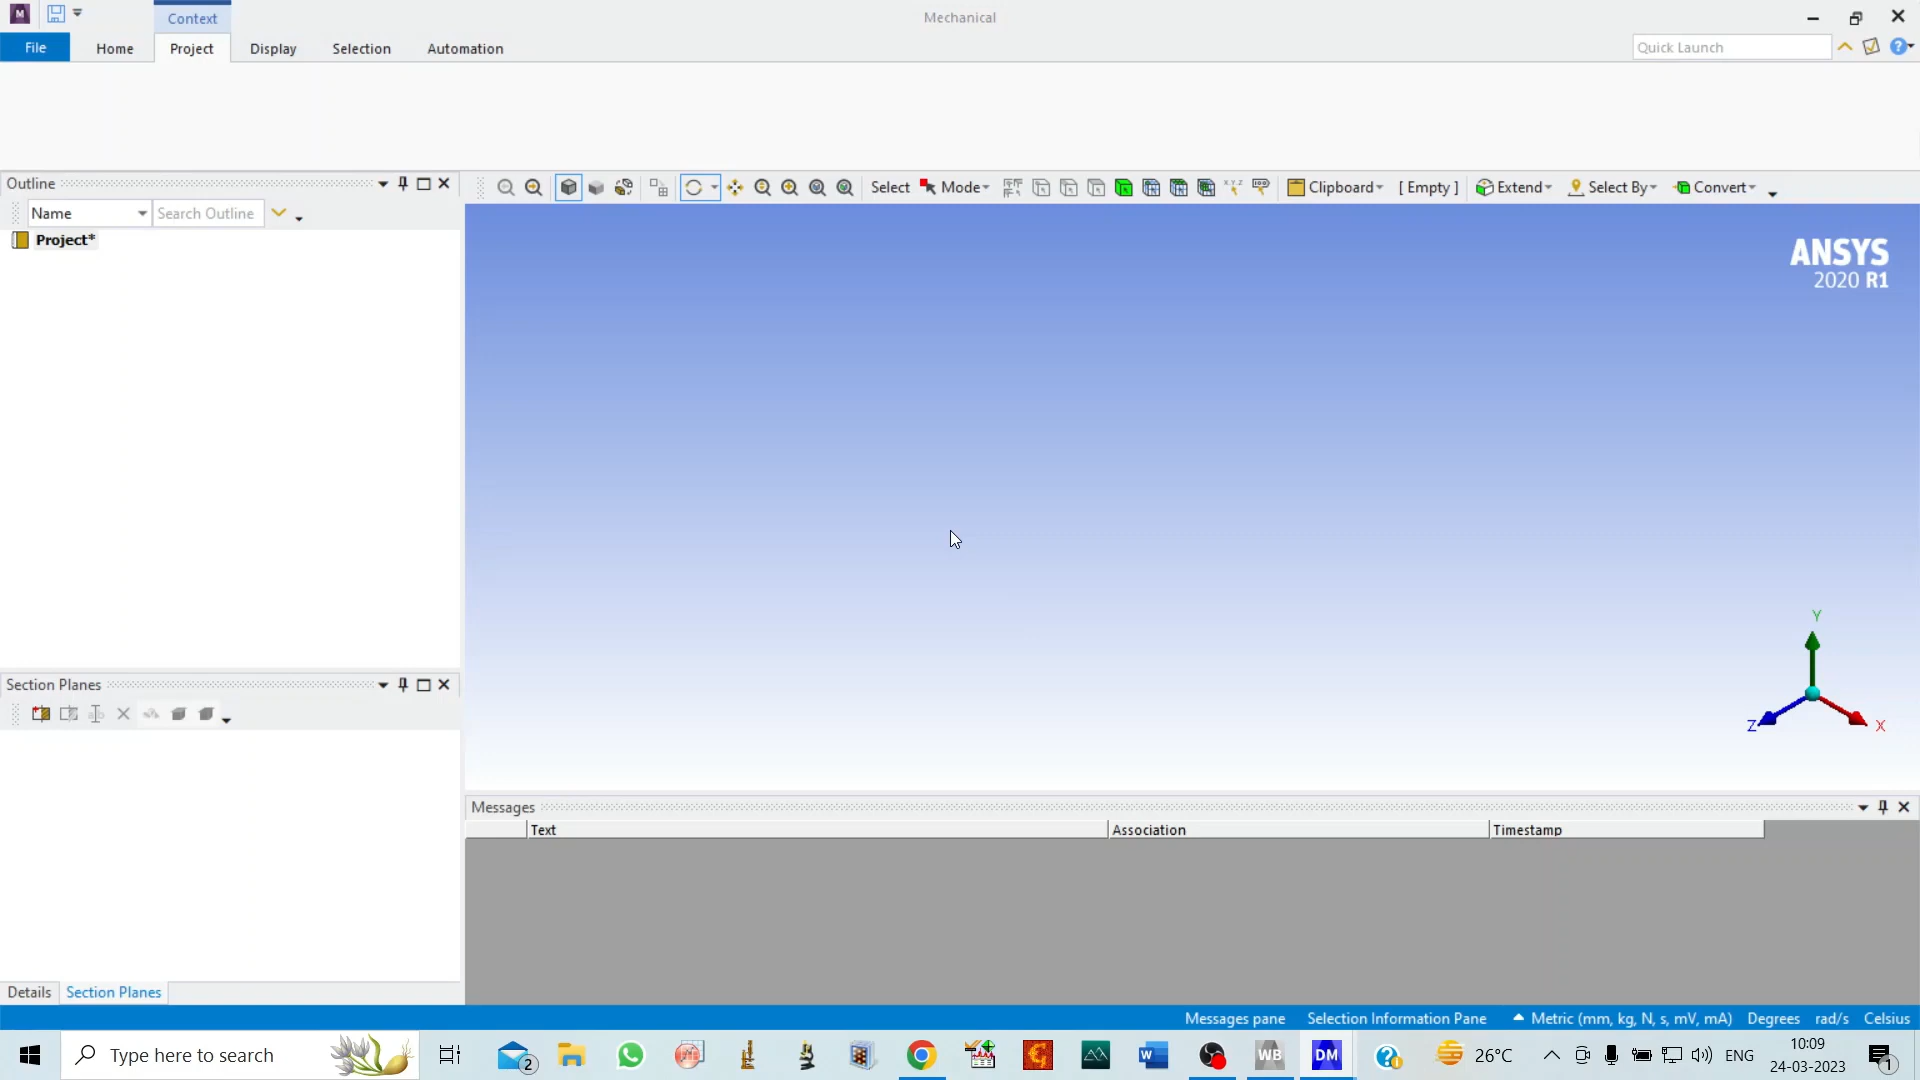 Context
Mechanical
File
Home
Project
Display
Selection
Automation
Quick Launch
Outline
Select
Mode
Clipboard
[ Empty ]
Extend
Select By
Convert
Name
Search Outline
Project*
ANSYS
2020 R1
Section Planes
Y
Z
X
Messages
Text
Association
Timestamp
Details
Section Planes
Messages pane
Selection Information Pane
Metric (mm, kg, N, s, mV, mA)
Degrees
rad/s
Celsius
Type here to search
2
WB
DM
26°C
ENG
10:09
24-03-2023
1